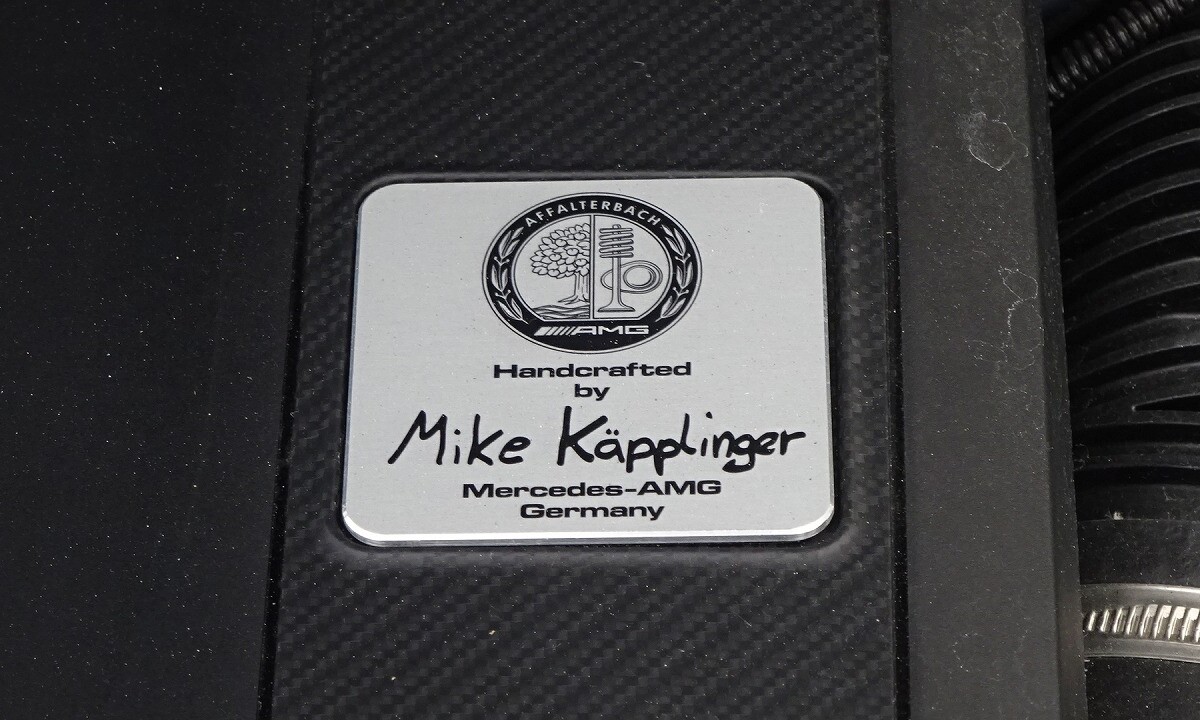 AFFALTERBACH
AMG
Handcrafted
by
Mike Käpplinger
Mercedes-AMG
Germany